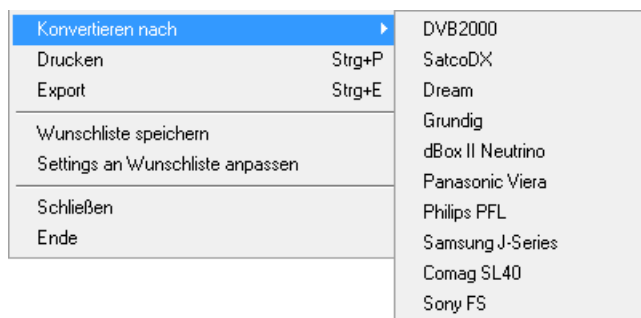 Konvertieren nach
Drucken Strg+P
Export Strg+E
Wunschliste speichern
Settings an Wunschliste anpassen
Schließen
Ende
DVB2000
SatcoDX
Dream
Grundig
dBox II Neutrino
Panasonic Viera
Philips PFL
Samsung J-Series
Comag SL40
Sony FS